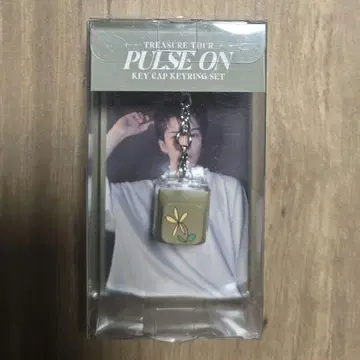 TREASURE TOUR
PULSE ON
KEY CAP KEYRING SET